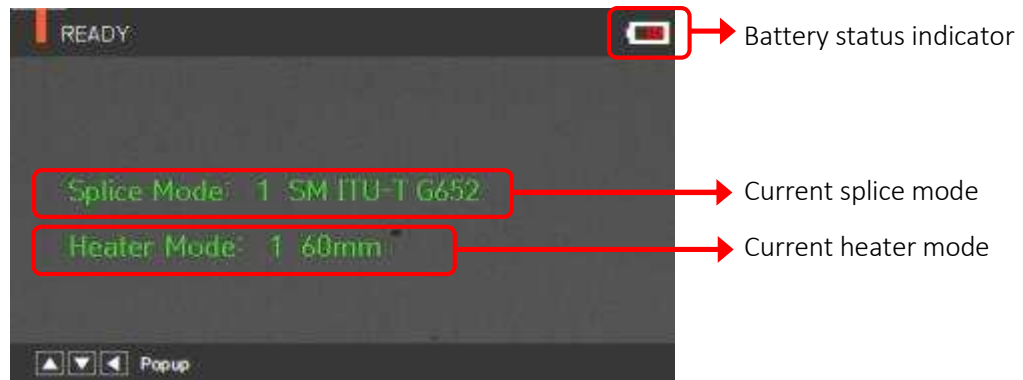 READY
Battery status indicator
Splice Mode: 1 SM ITU-T G652
Current splice mode
Heater Mode: 1 60mm
Current heater mode
Popup